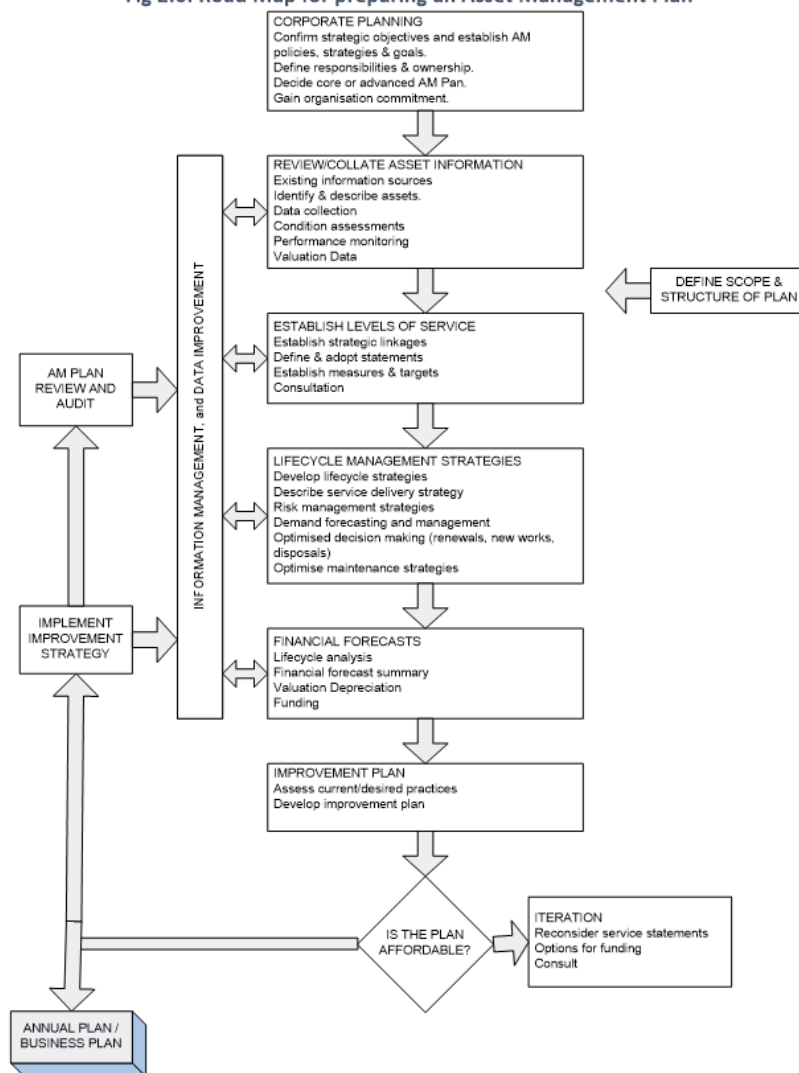 Fig 2.6: Road Map for preparing an Asset Management Plan
CORPORATE PLANNING
Confirm strategic objectives and establish AM
policies, strategies & goals.
Define responsibilities & ownership.
Decide core or advanced AM Pan.
Gain organisation commitment.
REVIEW/COLLATE ASSET INFORMATION
Existing information sources
Identify & describe assets.
Data collection
Condition assessments
Performance monitoring
Valuation Data
DEFINE SCOPE &
STRUCTURE OF PLAN
ESTABLISH LEVELS OF SERVICE
Establish strategic linkages
Define & adopt statements
Establish measures & targets
Consultation
AM PLAN
REVIEW AND
AUDIT
INFORMATION MANAGEMENT, and DATA IMPROVEMENT
LIFECYCLE MANAGEMENT STRATEGIES
Develop lifecycle strategies
Describe service delivery strategy
Risk management strategies
Demand forecasting and management
Optimised decision making (renewals, new works,
disposals)
Optimise maintenance strategies
IMPLEMENT
IMPROVEMENT
STRATEGY
FINANCIAL FORECASTS
Lifecycle analysis
Financial forecast summary
Valuation Depreciation
Funding
IMPROVEMENT PLAN
Assess current/desired practices
Develop improvement plan
IS THE PLAN
AFFORDABLE?
ITERATION
Reconsider service statements
Options for funding
Consult
ANNUAL PLAN /
BUSINESS PLAN